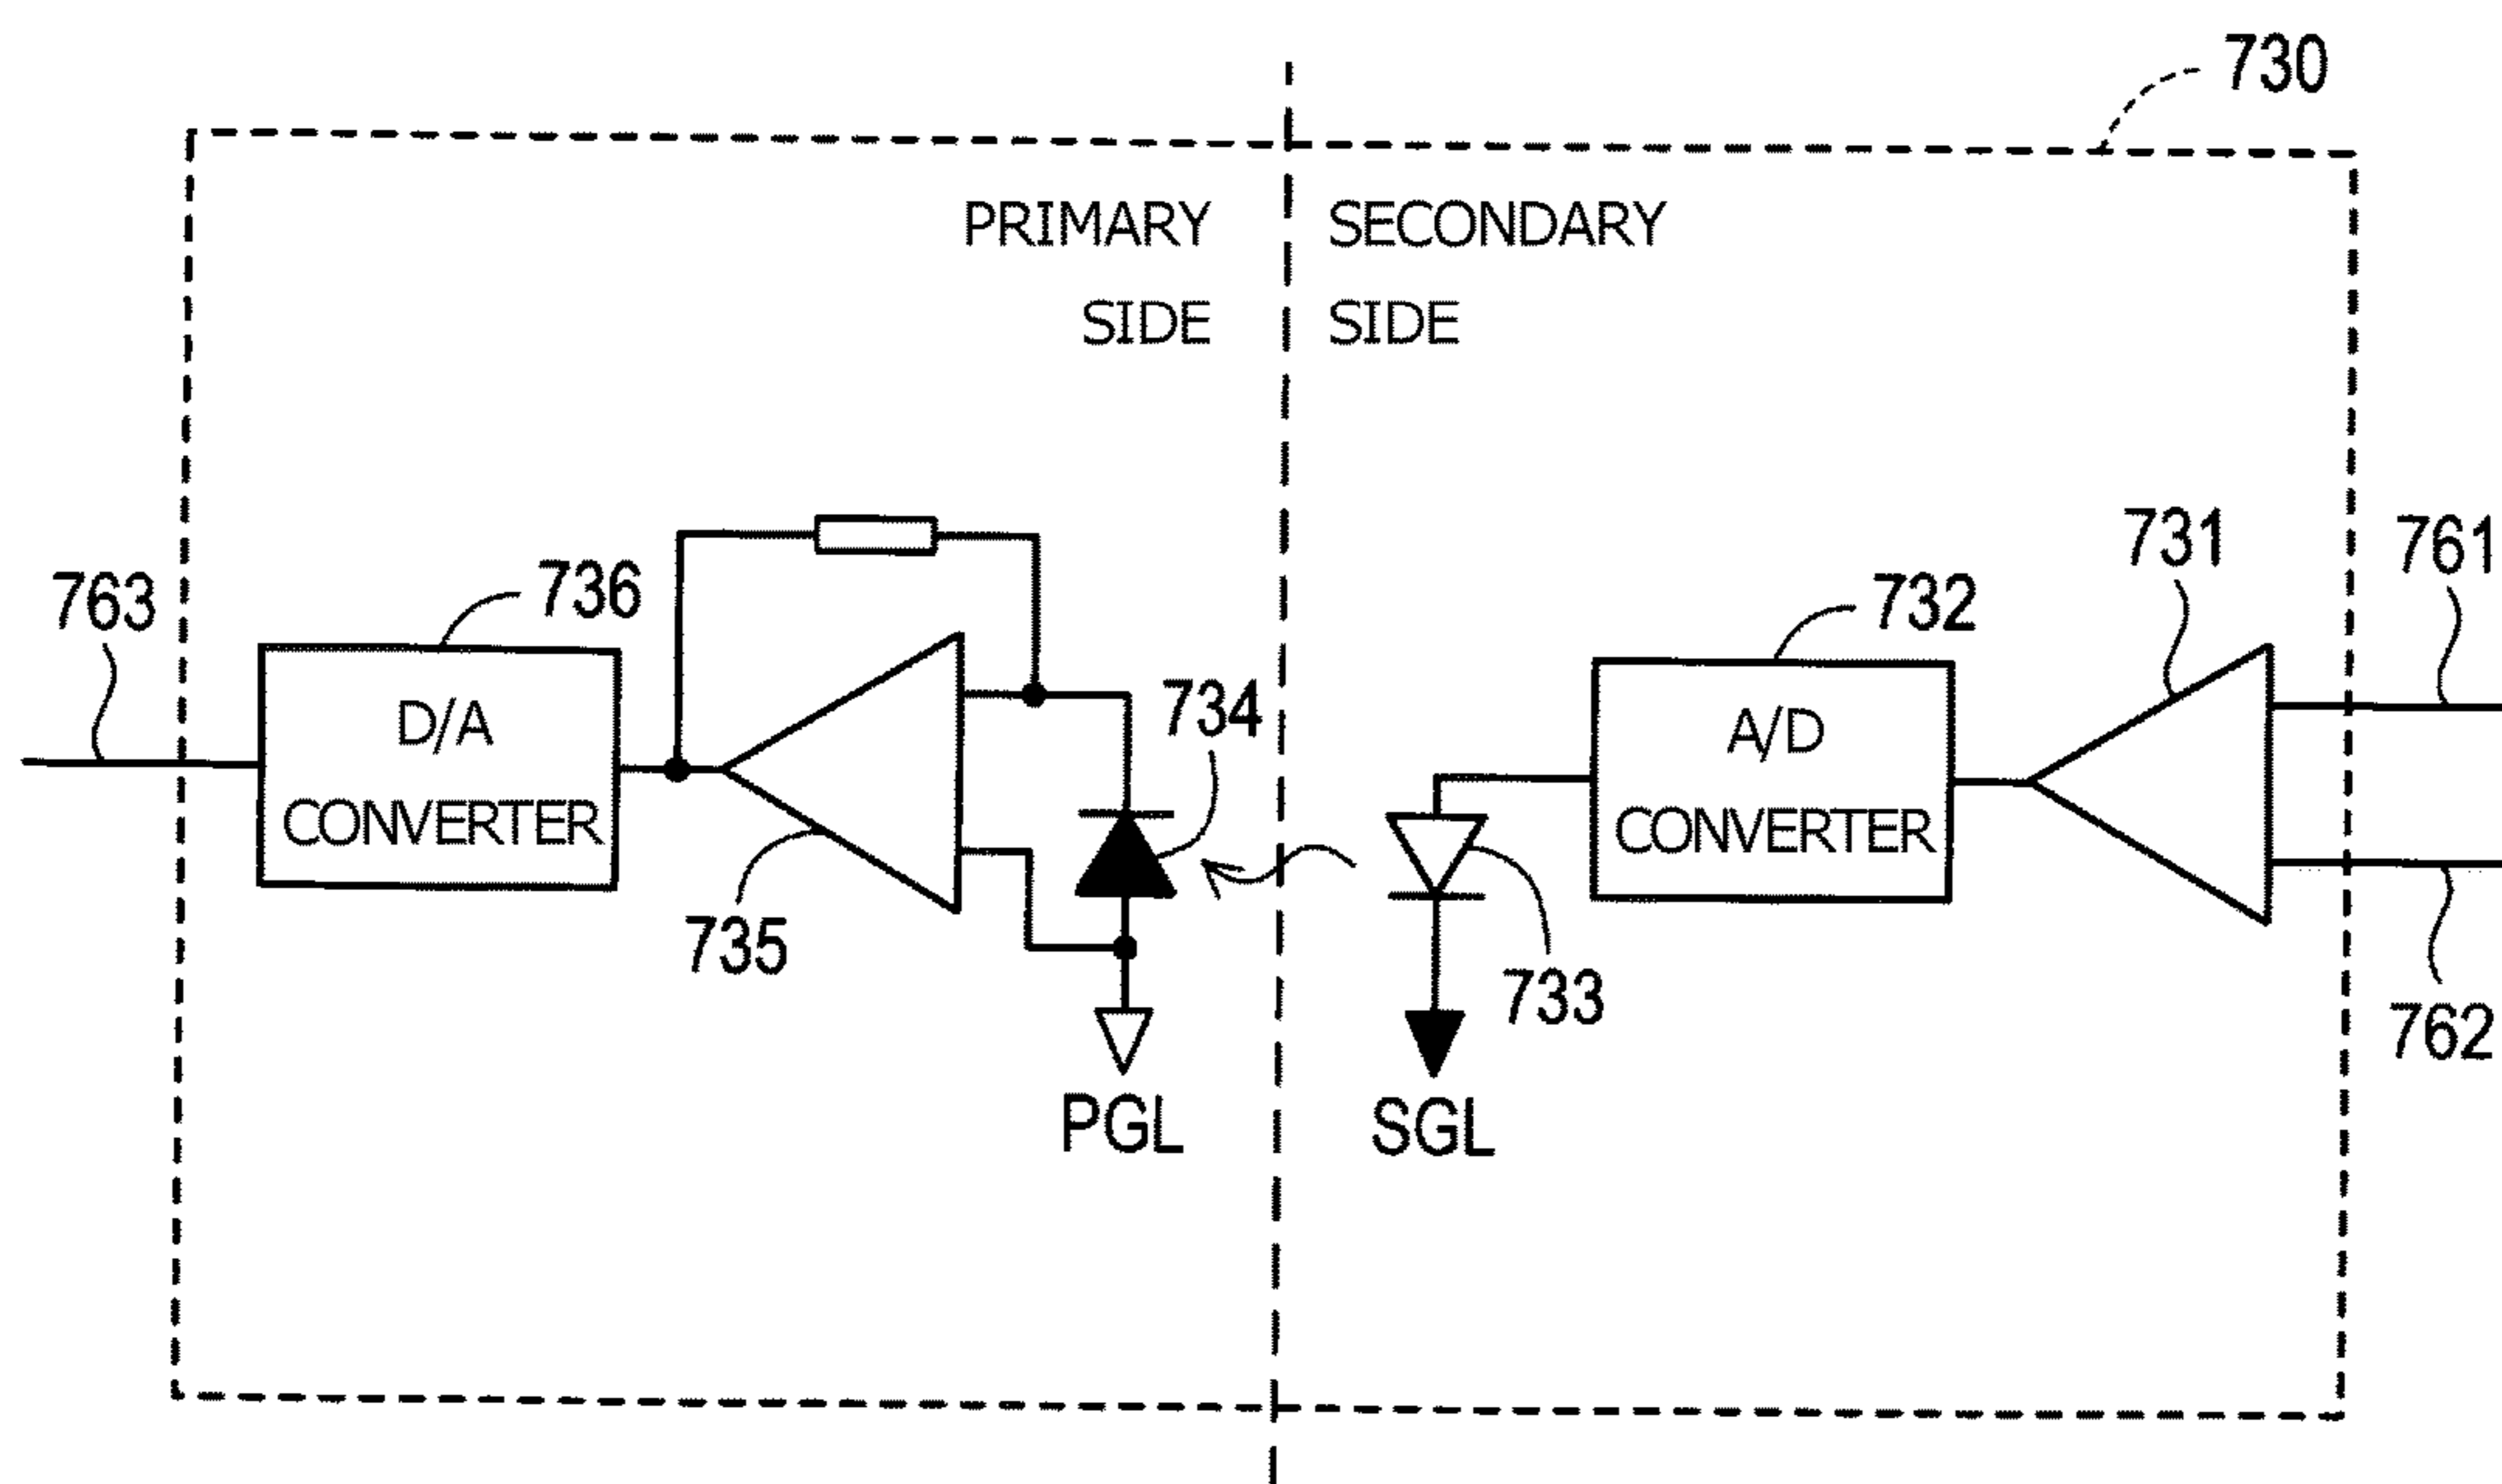 730
PRIMARY
SIDE
SECONDARY
SIDE
763
736
D/A
CONVERTER
735
734
PGL
733
SGL
732
A/D
CONVERTER
731
761
762